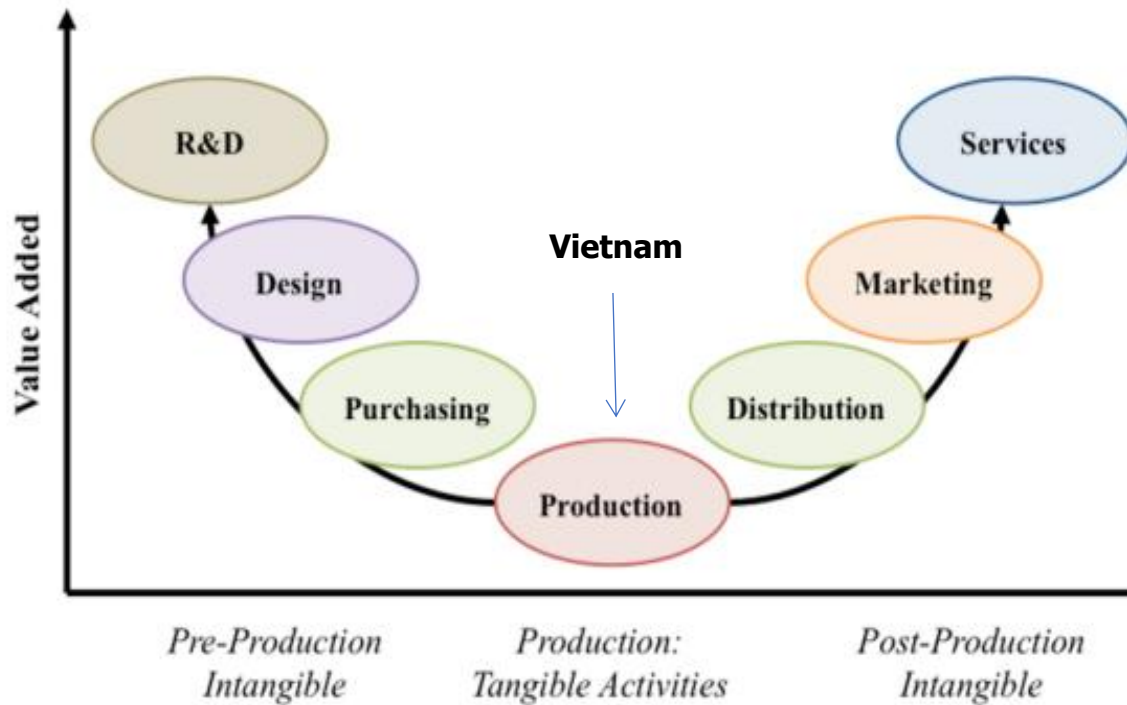 Value Added
R&D
Services
Vietnam
Design
Marketing
Purchasing
Distribution
Production
Pre-Production
Intangible
Production:
Tangible Activities
Post-Production
Intangible